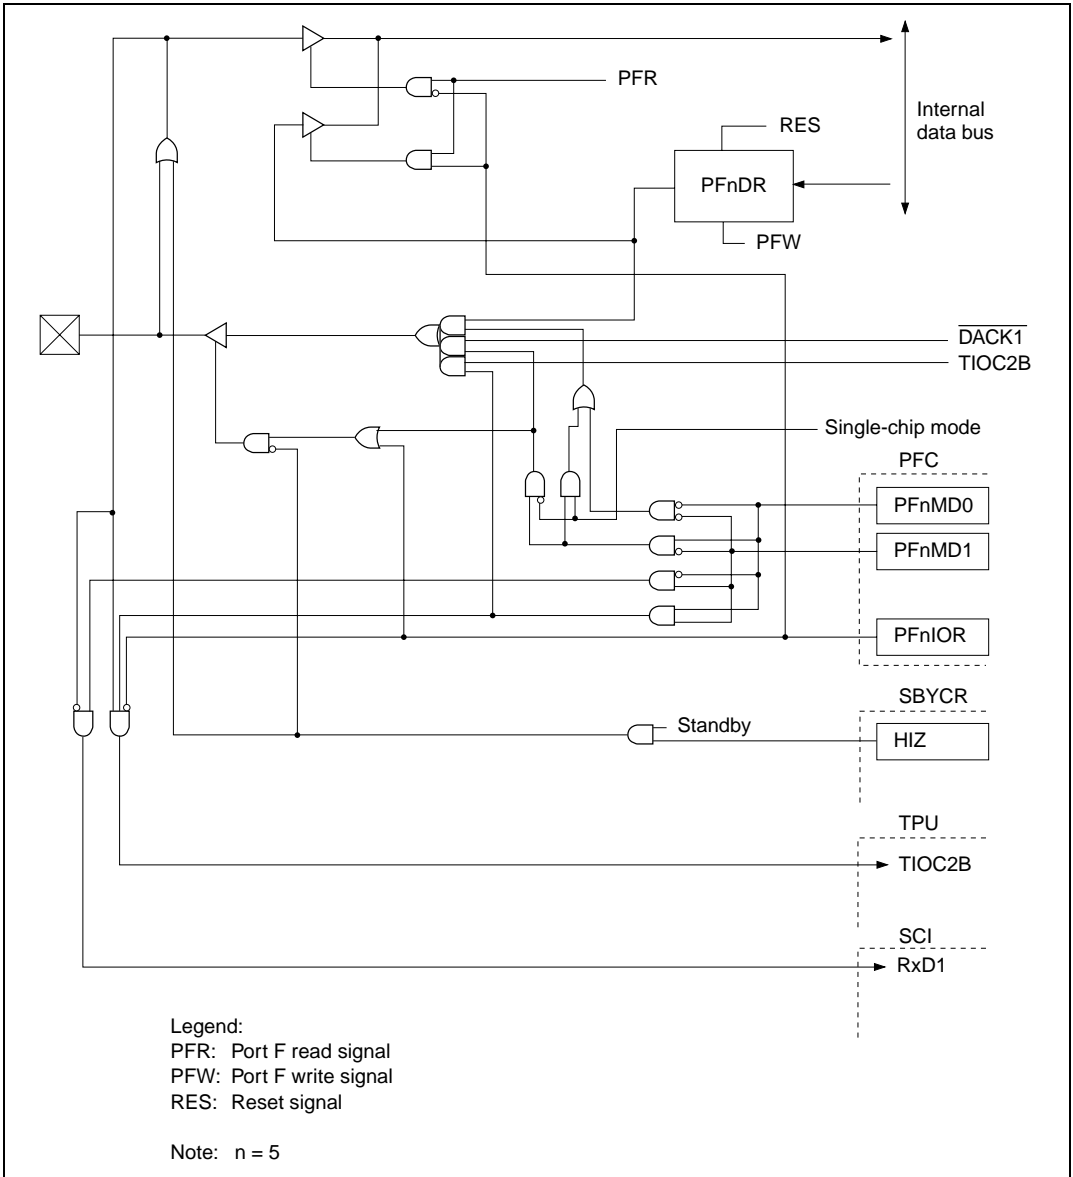 PFR
Internal
data bus
RES
PFnDR
PFW
DACK1
TIOC2B
Single-chip mode
PFC
PFnMD0
PFnMD1
PFnIOR
SBYCR
Standby
HIZ
TPU
TIOC2B
SCI
RxD1
Legend:
PFR: Port F read signal
PFW: Port F write signal
RES: Reset signal
Note: n = 5